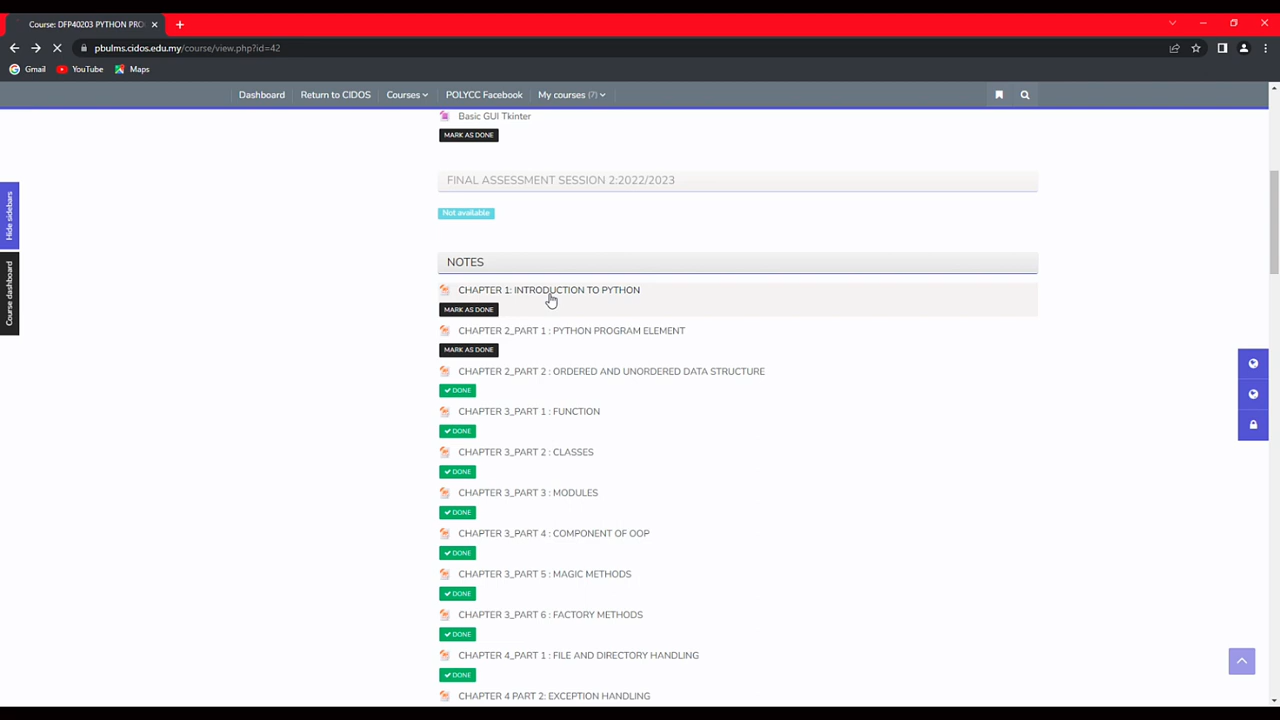 Course: DFP40203 PYTHON PRO
pbulms.cidos.edu.my/course/view.php?id=42
Gmail YouTube Maps
Dashboard Return to CIDOS Courses POLYCC Facebook My courses (7)
Basic GUI Tkinter
MARK AS DONE
FINAL ASSESSMENT SESSION 2:2022/2023
Not available
Hide sidebars
Course dashboard
NOTES
CHAPTER 1: INTRODUCTION TO PYTHON
MARK AS DONE
CHAPTER 2_PART 1 : PYTHON PROGRAM ELEMENT
MARK AS DONE
CHAPTER 2_PART 2 : ORDERED AND UNORDERED DATA STRUCTURE
DONE
CHAPTER 3_PART 1 : FUNCTION
DONE
CHAPTER 3_PART 2 : CLASSES
DONE
CHAPTER 3_PART 3 : MODULES
DONE
CHAPTER 3_PART 4 : COMPONENT OF OOP
DONE
CHAPTER 3_PART 5 : MAGIC METHODS
DONE
CHAPTER 3_PART 6 : FACTORY METHODS
DONE
CHAPTER 4_PART 1 : FILE AND DIRECTORY HANDLING
DONE
CHAPTER 4 PART 2: EXCEPTION HANDLING